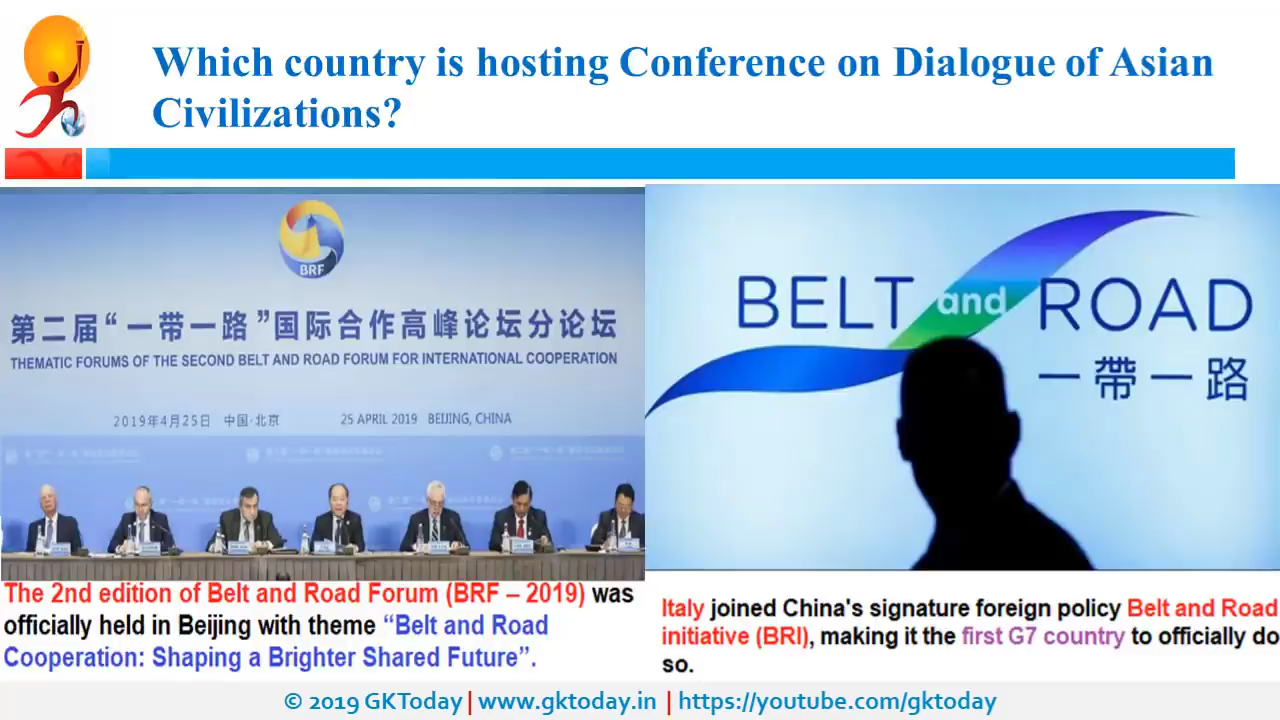 Which country is hosting Conference on Dialogue of Asian
Civilizations?
BRF
第二届“一带一路”国际合作高峰论坛分论坛
THEMATIC FORUMS OF THE SECOND BELT AND ROAD FORUM FOR INTERNATIONAL COOPERATION
2019年4月25日 中国·北京 25 APRIL 2019 BEIJING, CHINA
BELT and ROAD
一帶一路
The 2nd edition of Belt and Road Forum (BRF – 2019) was
officially held in Beijing with theme “Belt and Road
Cooperation: Shaping a Brighter Shared Future”.
Italy joined China's signature foreign policy Belt and Road
initiative (BRI), making it the first G7 country to officially do
so.
© 2019 GKToday | www.gktoday.in | https://youtube.com/gktoday